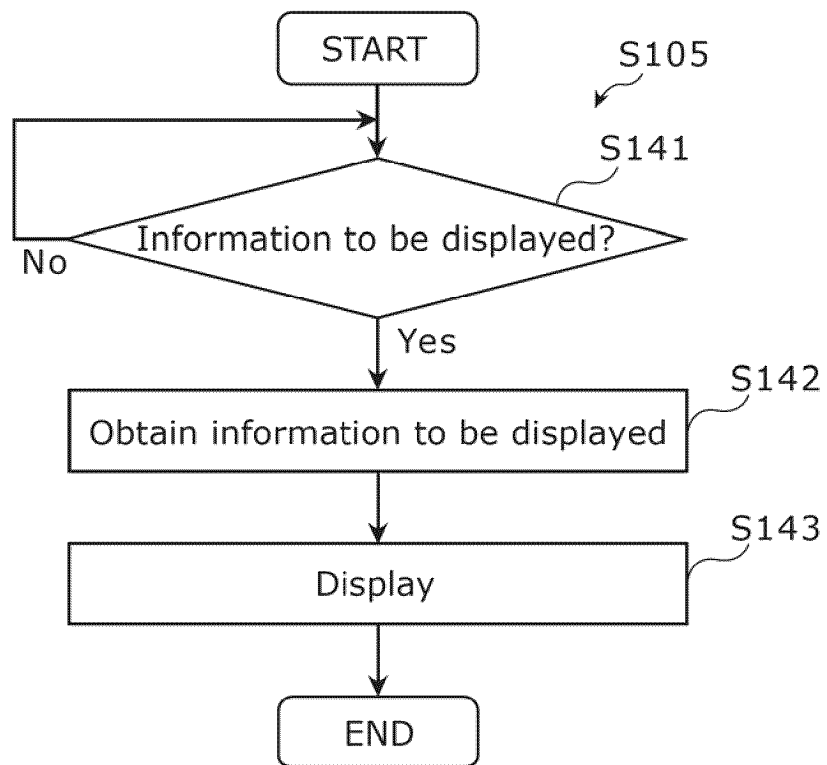 START
S105
S141
Information to be displayed?
No
Yes
S142
Obtain information to be displayed
S143
Display
END